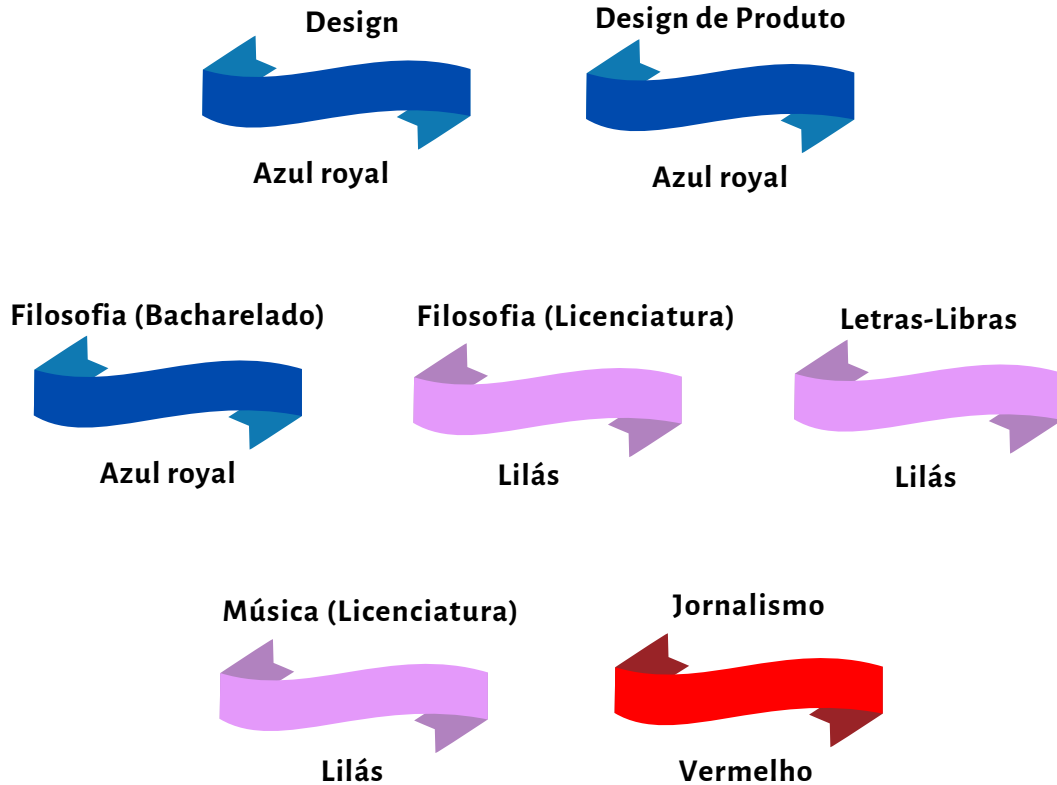 Design
Design de Produto
Azul royal
Azul royal
Filosofia (Bacharelado)
Filosofia (Licenciatura)
Letras-Libras
Azul royal
Lilás
Lilás
Música (Licenciatura)
Jornalismo
Lilás
Vermelho